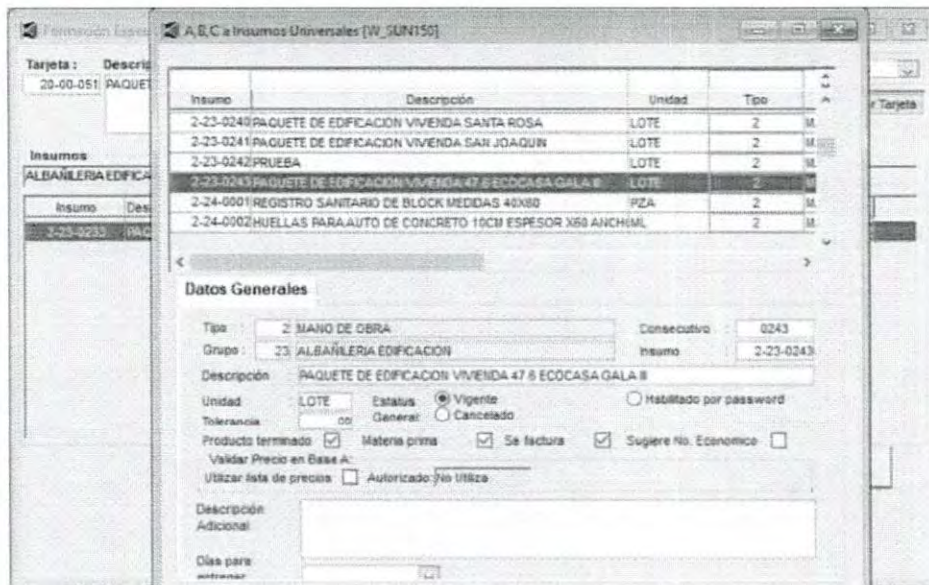 Formación Esen
A,B,C a Insumos Universales [W_SUN150]
Tarjeta : Descrip
20-00-051 PAQUET
r Tarjeta
Insumos
ALBAÑILERIA EDIFICA
Insumo Desc
2-23-0233 PAQ
Insumo Descripción Unidad Tipo
2-23-0240 PAQUETE DE EDIFICACION VIVIENDA SANTA ROSA LOTE 2 M.
2-23-0241 PAQUETE DE EDIFICACION VIVENDA SAN JOAQUIN LOTE 2 M.
2-23-0242 PRUEBA LOTE 2 M.
2-23-0243 PAQUETE DE EDIFICACION VIVIENDA 47.6 ECOCASA GALA II LOTE 2 M.
2-24-0001 REGISTRO SANITARIO DE BLOCK MEDIDAS 40X60 PZA 2 M.
2-24-0002 HUELLAS PARA AUTO DE CONCRETO 10CM ESPESOR X60 ANCH ML 2 M.
Datos Generales
Tipo : 2 MANO DE OBRA Consecutivo : 0243
Grupo : 23 ALBAÑILERIA EDIFICACION Insumo : 2-23-0243
Descripción PAQUETE DE EDIFICACION VIVIENDA 47.6 ECOCASA GALA II
Unidad : LOTE Estatus Vigente Habilitado por password
Tolerancia .00 General: Cancelado
Producto terminado Materia prima Se factura Sugiere No. Economico
Validar Precio en Base A:
Utilizar lista de precios Autorizado: No Utiliza
Descripción
Adicional
Días para
entregar